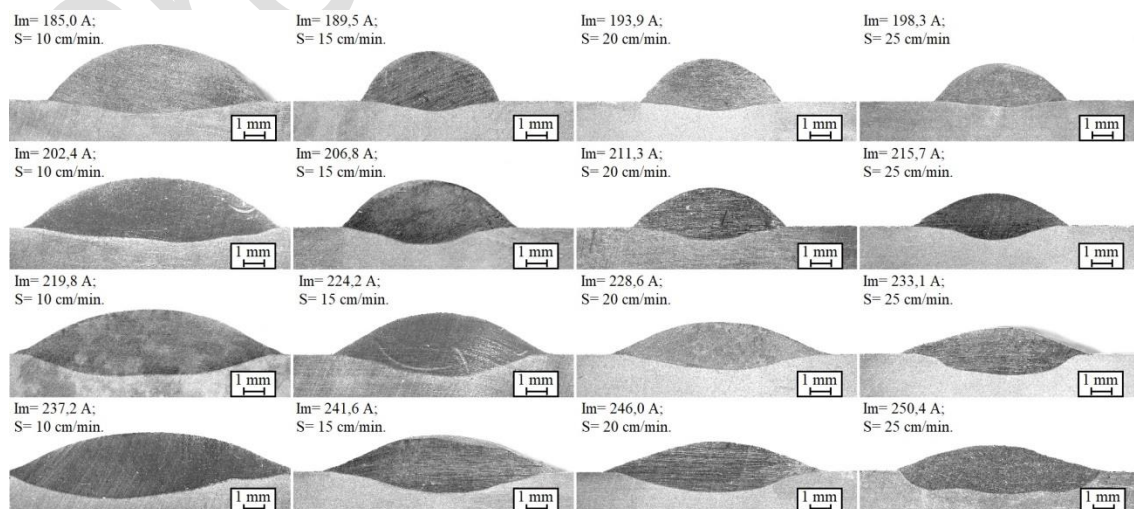 Im= 185,0 A;
S= 10 cm/min.
1 mm
Im= 189,5 A;
S= 15 cm/min.
1 mm
Im= 193,9 A;
S= 20 cm/min.
1 mm
Im= 198,3 A;
S= 25 cm/min
1 mm
Im= 202,4 A;
S= 10 cm/min.
1 mm
Im= 206,8 A;
S= 15 cm/min.
1 mm
Im= 211,3 A;
S= 20 cm/min.
1 mm
Im= 215,7 A;
S= 25 cm/min.
1 mm
Im= 219,8 A;
S= 10 cm/min.
1 mm
Im= 224,2 A;
S= 15 cm/min.
1 mm
Im= 228,6 A;
S= 20 cm/min.
1 mm
Im= 233,1 A;
S= 25 cm/min.
1 mm
Im= 237,2 A;
S= 10 cm/min.
1 mm
Im= 241,6 A;
S= 15 cm/min.
1 mm
Im= 246,0 A;
S= 20 cm/min.
1 mm
Im= 250,4 A;
S= 25 cm/min.
1 mm